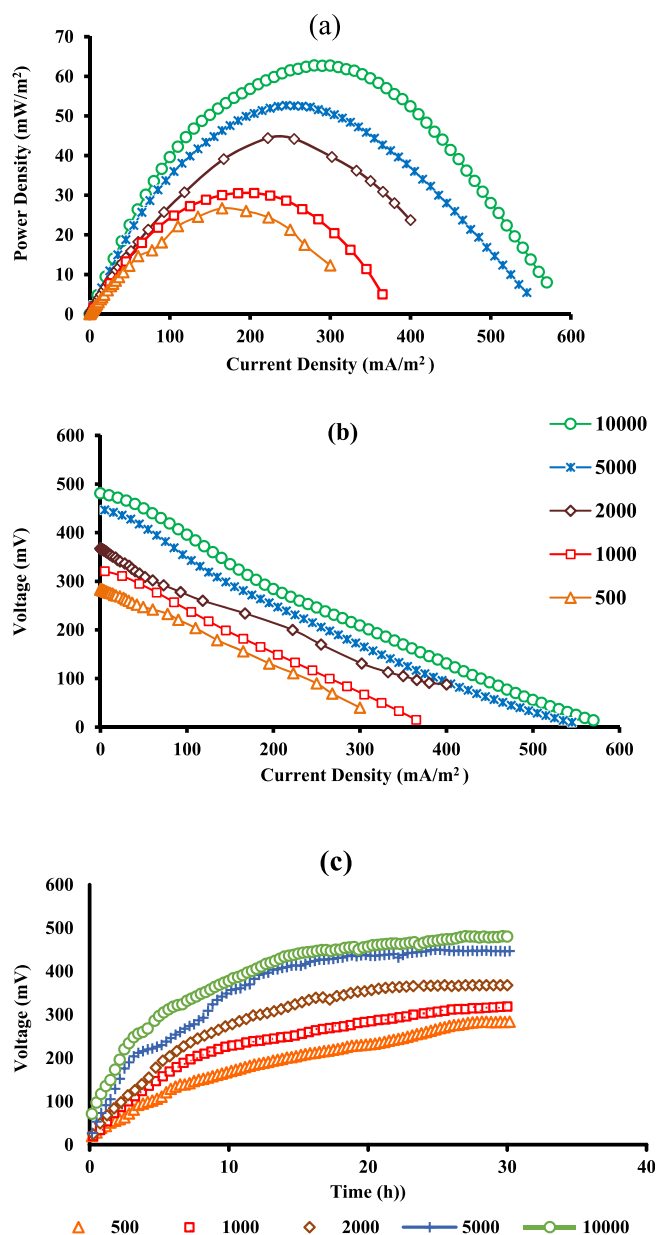 (a)
70
60
50
40
30
20
10
0
Power Density (mW/m²)
0 100 200 300 400 500 600
Current Density (mA/m²)
(b)
600
500
400
300
200
100
0
Voltage (mV)
0 100 200 300 400 500 600
Current Density (mA/m²)
10000
5000
2000
1000
500
(c)
600
500
400
300
200
100
0
Voltage (mV)
0 10 20 30 40
Time (h))
500 1000 2000 5000 10000